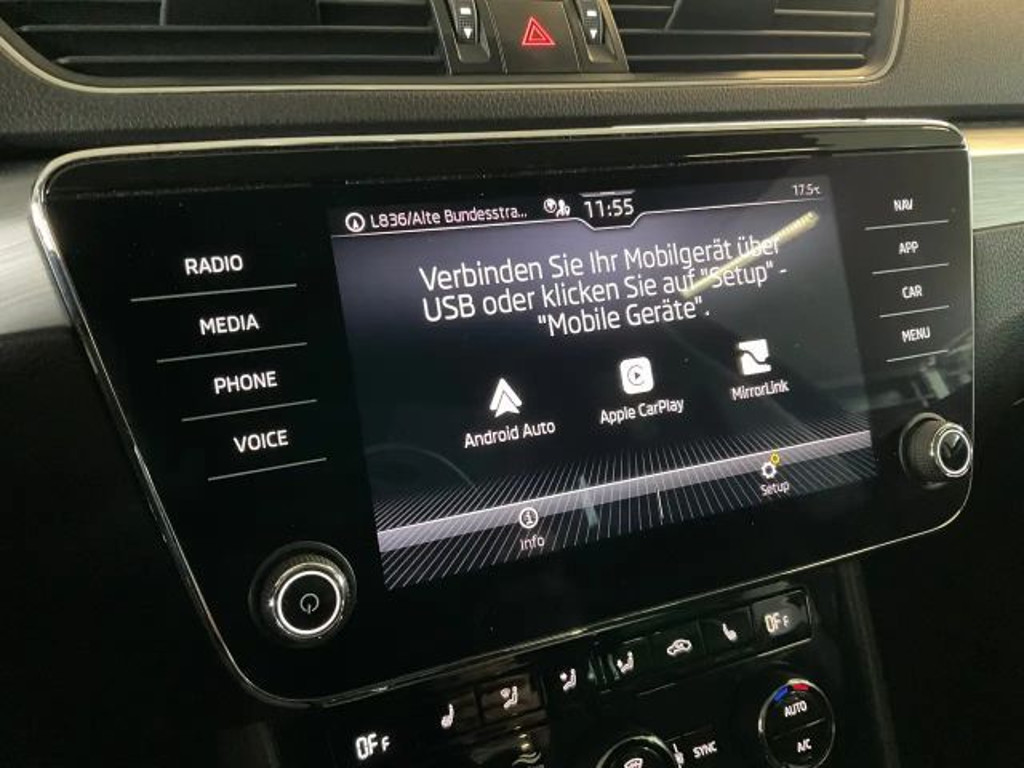 L836/Alte Bundesstra...
11:55
17.5°C
RADIO
MEDIA
PHONE
VOICE
Verbinden Sie Ihr Mobilgerät über
USB oder klicken Sie auf "Setup" -
"Mobile Geräte".
Android Auto
Apple CarPlay
MirrorLink
Info
Setup
NAV
APP
CAR
MENU
OFF
OFF
SYNC
AUTO
A/C